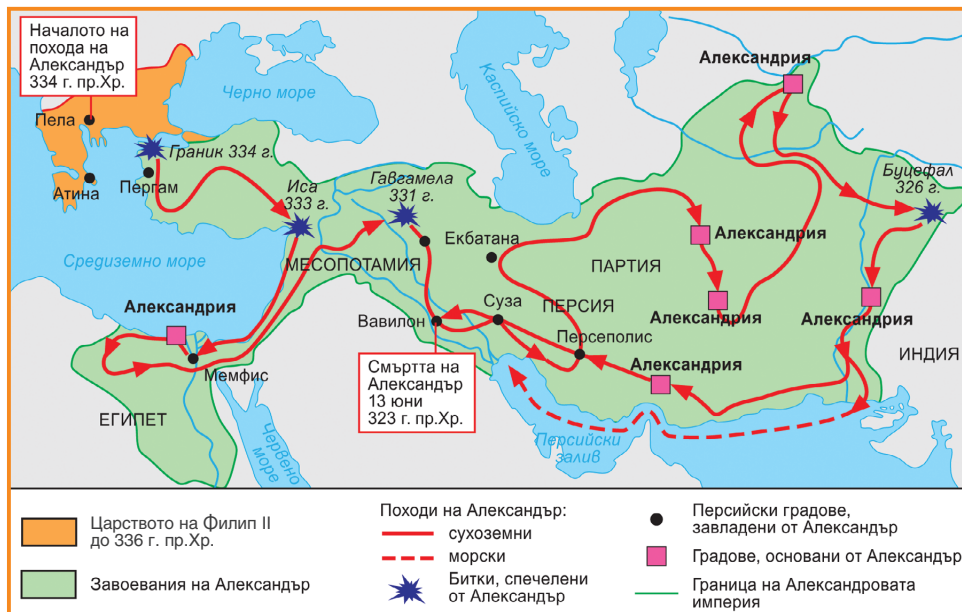 Началото на
похода на
Александър
334 г. пр.Хр.
Черно море
Каспийско море
Александрия
Пела
Граник 334 г.
Атина
Пергам
Иса
333 г.
Гавгамела
331 г.
Буцефал
326 г.
Екбатана
Александрия
Средиземно море
МЕСОПОТАМИЯ
ПАРТИЯ
Александрия
Суза
ПЕРСИЯ
Вавилон
Александрия
Александрия
Персеполис
ИНДИЯ
Мемфис
Александрия
Смъртта на
Александър
13 юни
323 г. пр.Хр.
ЕГИПЕТ
Червено
море
Персийски
залив
Царството на Филип II
до 336 г. пр.Хр.
Завоевания на Александър
Походи на Александър:
сухоземни
морски
Битки, спечелени
от Александър
Персийски градове,
завладени от Александър
Градове, основани от Александър
Граница на Александровата
империя